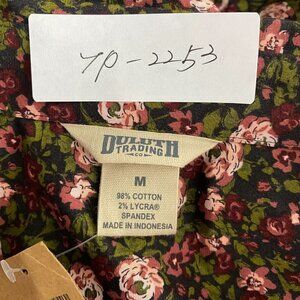 YP-2253
DULUTH
TRADING
CO
M
98% COTTON
2% LYCRA®
SPANDEX
MADE IN INDONESIA